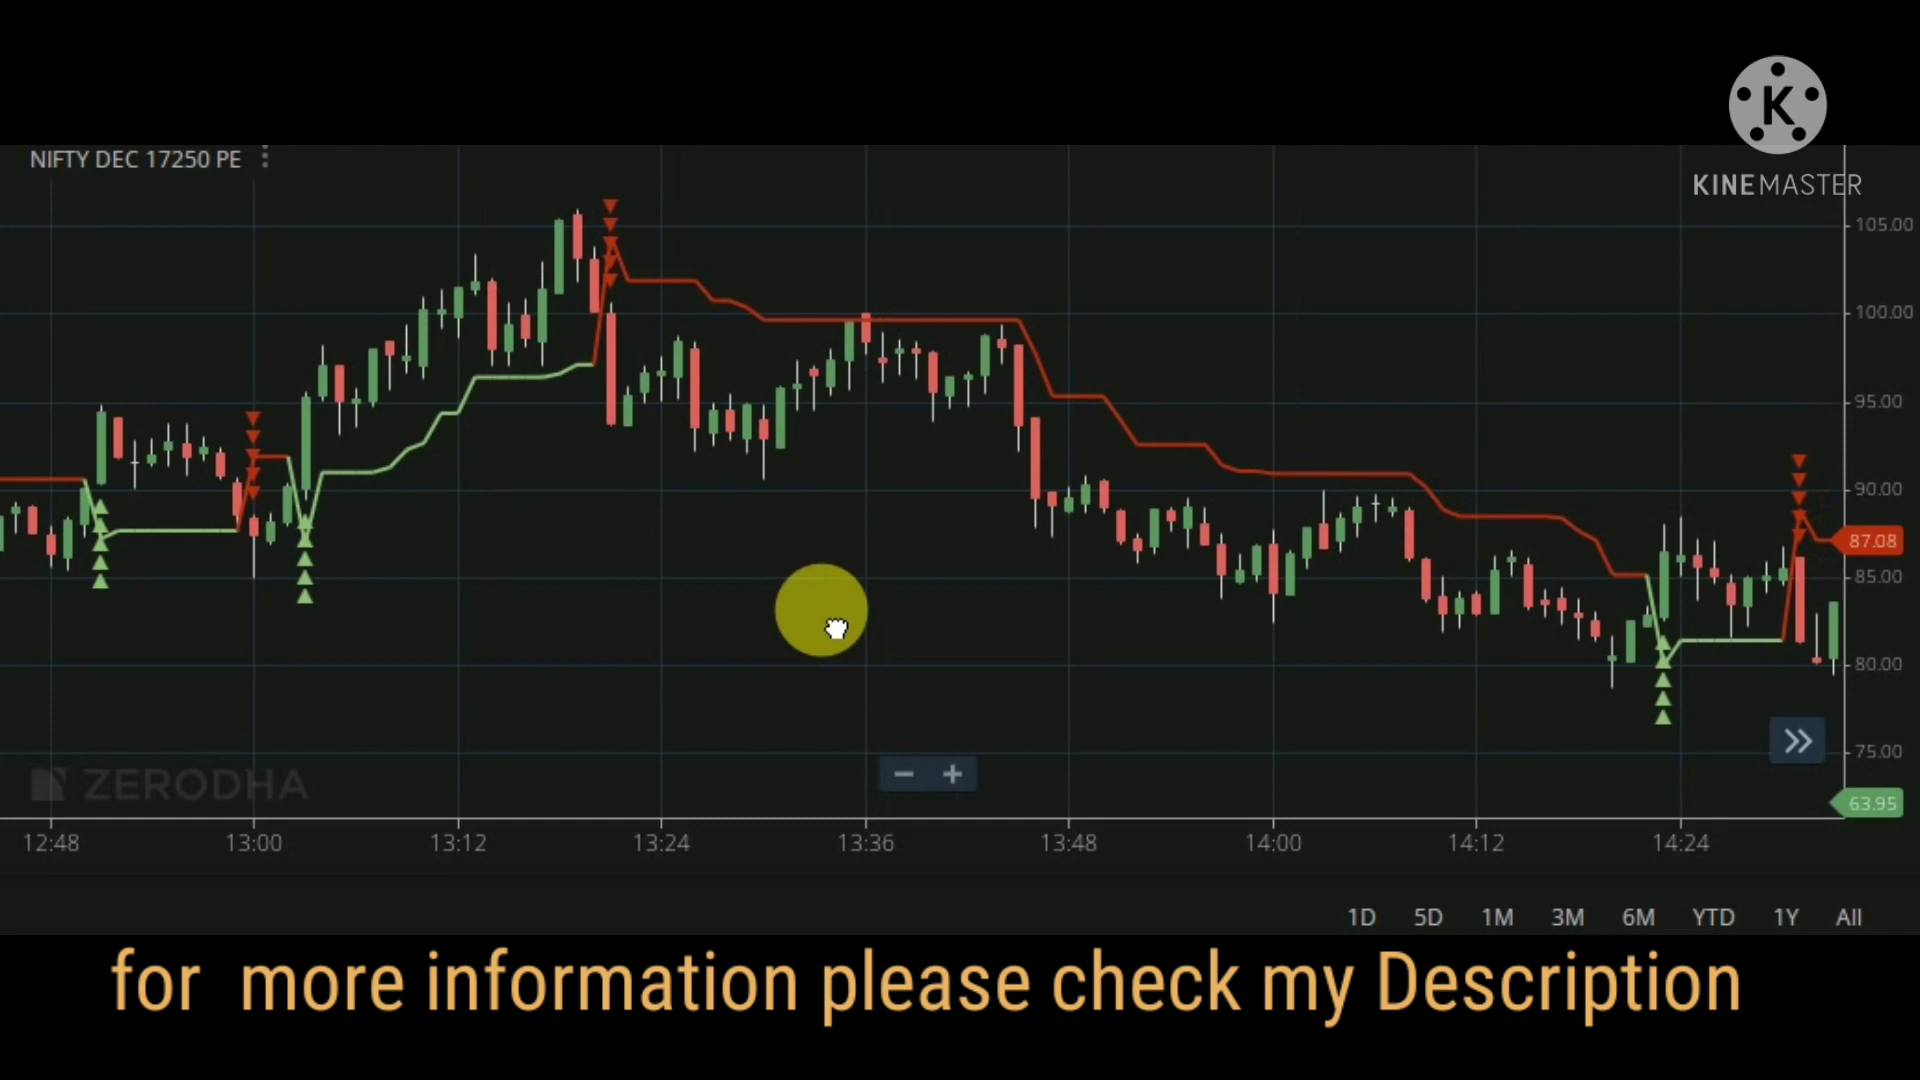 K
KINEMASTER
NIFTY DEC 17250 PE
105.00
100.00
95.00
90.00
87.08
85.00
80.00
75.00
63.95
ZERODHA
12:48 13:00 13:12 13:24 13:36 13:48 14:00 14:12 14:24
1D 5D 1M 3M 6M YTD 1Y All
for more information please check my Description